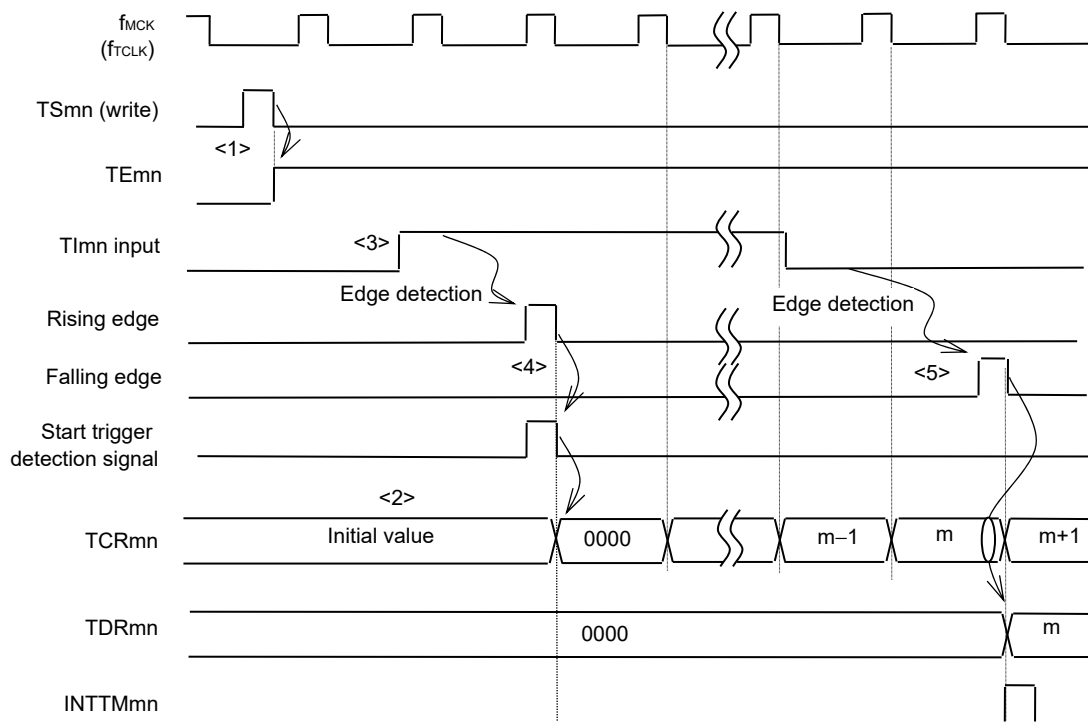 fMCK
(fTCLK)
TSmn (write)
<1>
TEmn
TImn input
<3>
Edge detection
Edge detection
Rising edge
<4>
<5>
Falling edge
Start trigger
detection signal
<2>
TCRmn
Initial value
0000
m−1
m
m+1
TDRmn
0000
m
INTTMmn